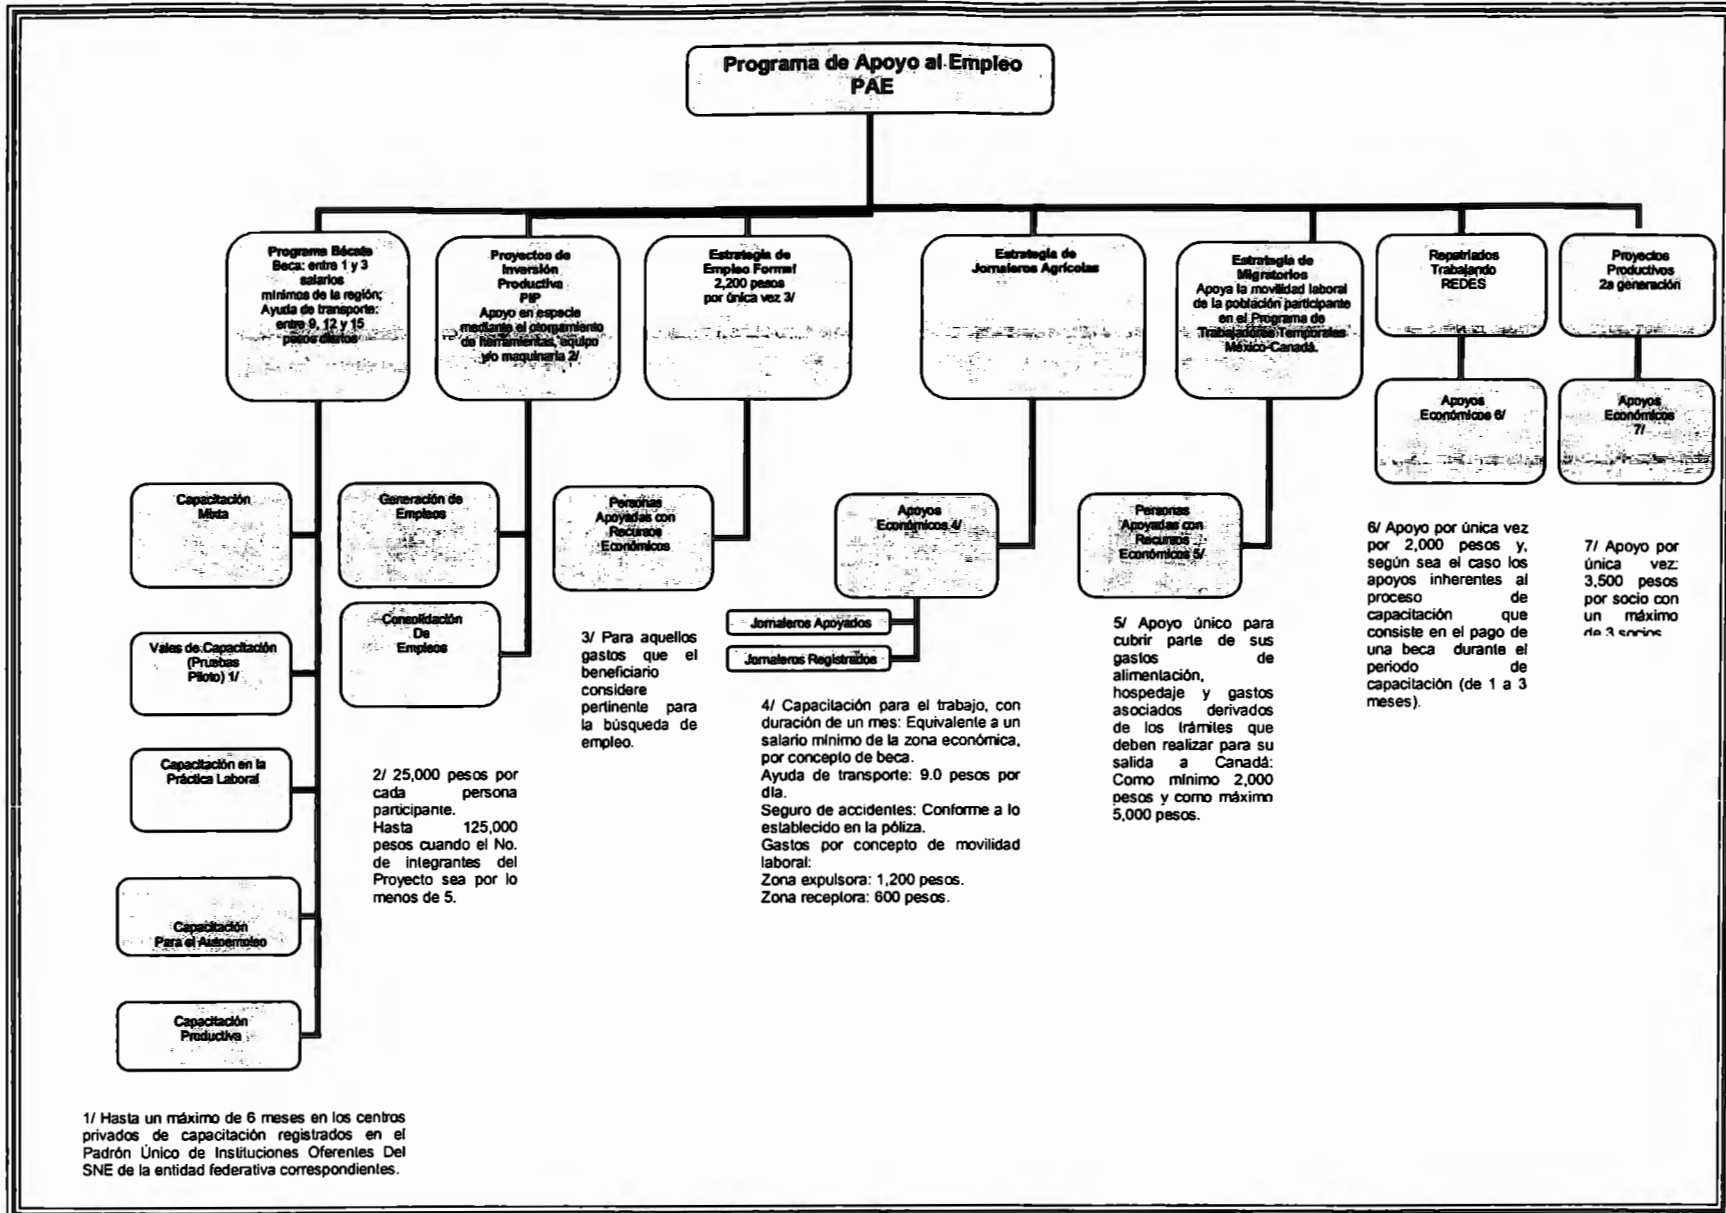 Programa de Apoyo al Empleo
PAE
Programa Bécate
Beca: entre 1 y 3
salarios
mínimos de la región;
Ayuda de transporte:
entre 9, 12 y 15
pesos diarios
Proyectos de
Inversión
Productiva
PIP
Apoyo en especie
mediante el otorgamiento
de herramientas, equipo
y/o maquinaria 2/
Estrategia de
Empleo Formal
2,200 pesos
por única vez 3/
Estrategia de
Jornaleros Agrícolas
Estrategia de
Migratorios
Apoya la movilidad laboral
de la población participante
en el Programa de
Trabajadores Temporales
México-Canadá.
Repatriados
Trabajando
REDES
Proyectos
Productivos
2a generación
Apoyos
Económicos 6/
Apoyos
Económicos
7/
Capacitación
Mixta
Generación de
Empleos
Personas
Apoyadas con
Recursos
Económicos
Apoyos
Económicos 4/
Personas
Apoyadas con
Recursos
Económicos 5/
Vales de Capacitación
(Pruebas
Piloto) 1/
Consolidación
De
Empleos
Jornaleros Apoyados
Jornaleros Registrados
Capacitación en la
Práctica Laboral
Capacitación
Para el Autoempleo
Capacitación
Productiva
6/ Apoyo por única vez
por 2,000 pesos y,
según sea el caso los
apoyos inherentes al
proceso de
capacitación que
consiste en el pago de
una beca durante el
periodo de
capacitación (de 1 a 3
meses).
7/ Apoyo por
única vez:
3,500 pesos
por socio con
un máximo
de 3 socios
3/ Para aquellos
gastos que el
beneficiario
considere
pertinente para
la búsqueda de
empleo.
5/ Apoyo único para
cubrir parte de sus
gastos de
alimentación,
hospedaje y gastos
asociados derivados
de los trámites que
deben realizar para su
salida a Canadá:
Como mínimo 2,000
pesos y como máximo
5,000 pesos.
4/ Capacitación para el trabajo, con
duración de un mes: Equivalente a un
salario mínimo de la zona económica,
por concepto de beca.
Ayuda de transporte: 9.0 pesos por
día.
Seguro de accidentes: Conforme a lo
establecido en la póliza.
Gastos por concepto de movilidad
laboral:
Zona expulsora: 1,200 pesos.
Zona receptora: 600 pesos.
2/ 25,000 pesos por
cada persona
participante.
Hasta 125,000
pesos cuando el No.
de integrantes del
Proyecto sea por lo
menos de 5.
1/ Hasta un máximo de 6 meses en los centros
privados de capacitación registrados en el
Padrón Único de Instituciones Oferentes Del
SNE de la entidad federativa correspondientes.